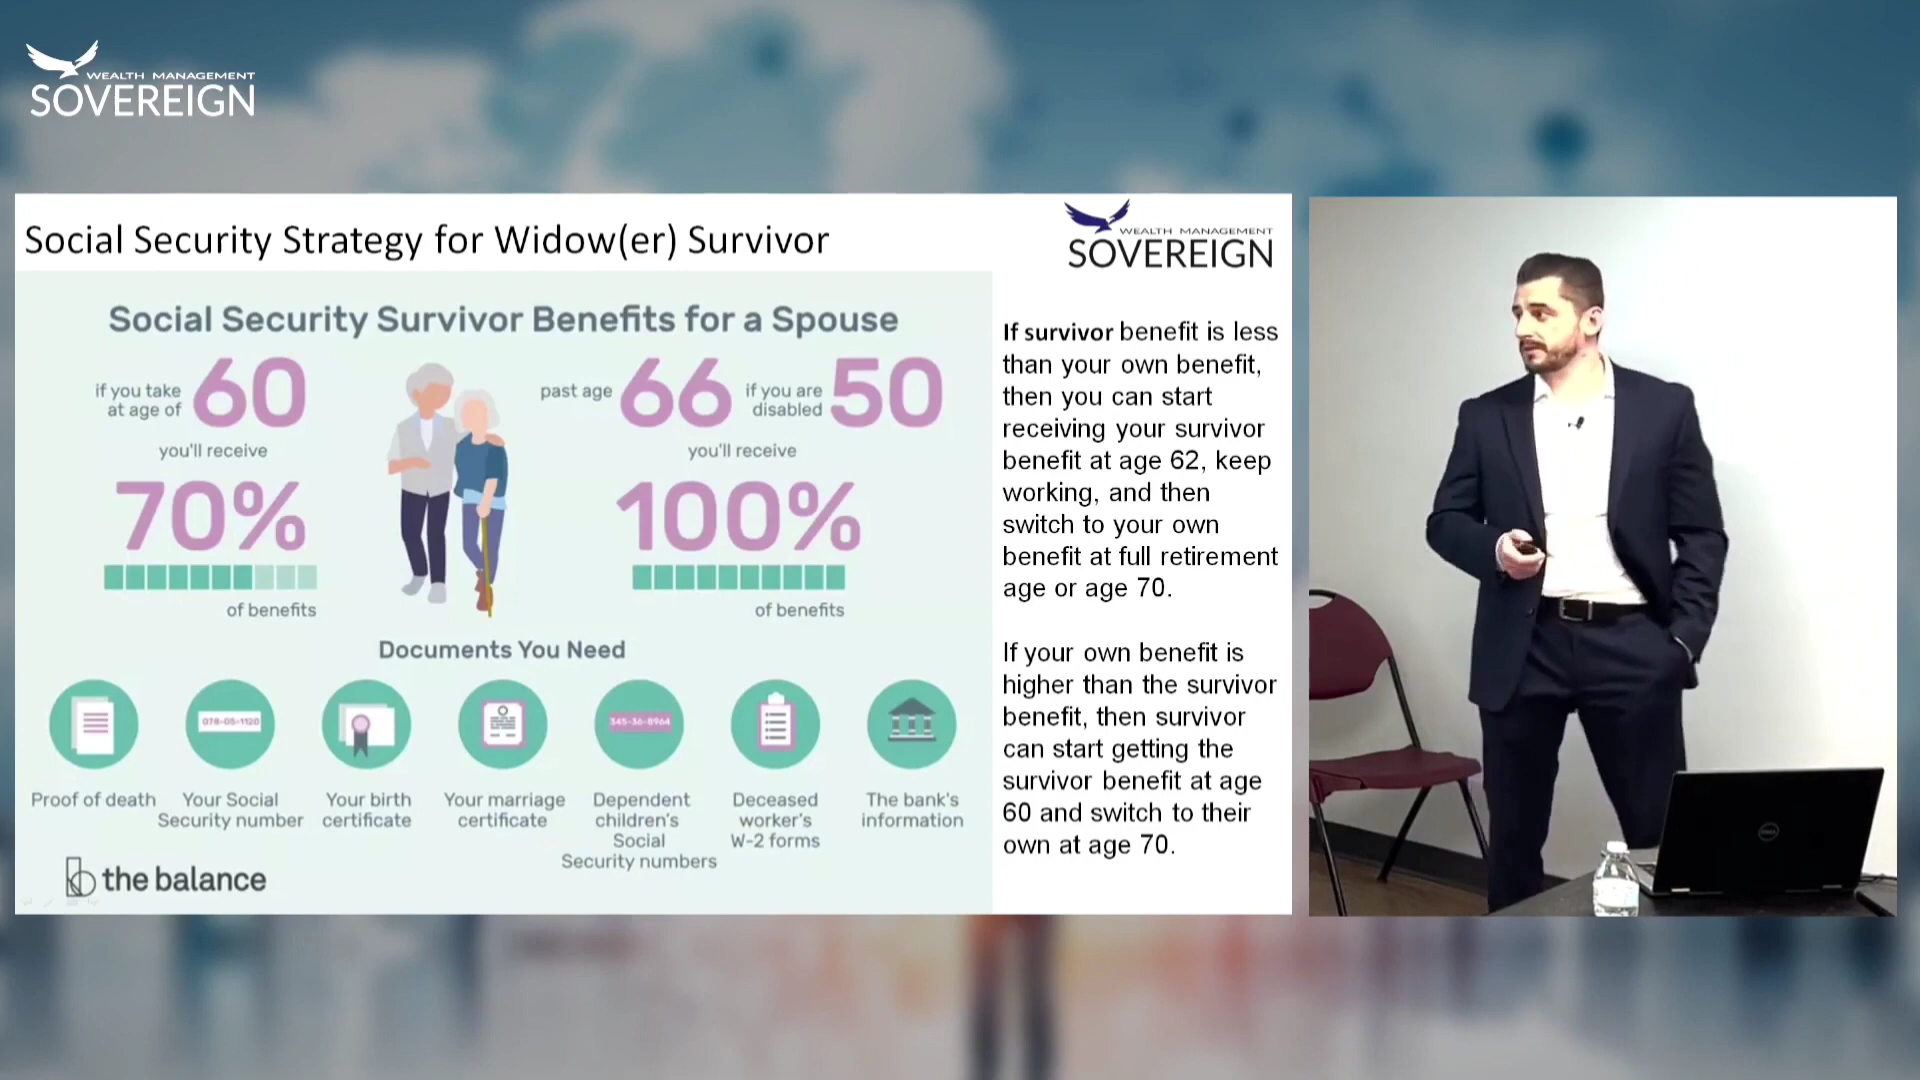 WEALTH MANAGEMENT
SOVEREIGN
Social Security Strategy for Widow(er) Survivor
WEALTH MANAGEMENT
SOVEREIGN
Social Security Survivor Benefits for a Spouse
if you take
at age of
60
you'll receive
70%
of benefits
past age
66
if you are
disabled
50
you'll receive
100%
of benefits
Documents You Need
078-05-1120
345-36-8964
Proof of death
Your Social
Security number
Your birth
certificate
Your marriage
certificate
Dependent
children's
Social
Security numbers
Deceased
worker's
W-2 forms
The bank's
information
the balance
If survivor benefit is less
than your own benefit,
then you can start
receiving your survivor
benefit at age 62, keep
working, and then
switch to your own
benefit at full retirement
age or age 70.
If your own benefit is
higher than the survivor
benefit, then survivor
can start getting the
survivor benefit at age
60 and switch to their
own at age 70.
DELL